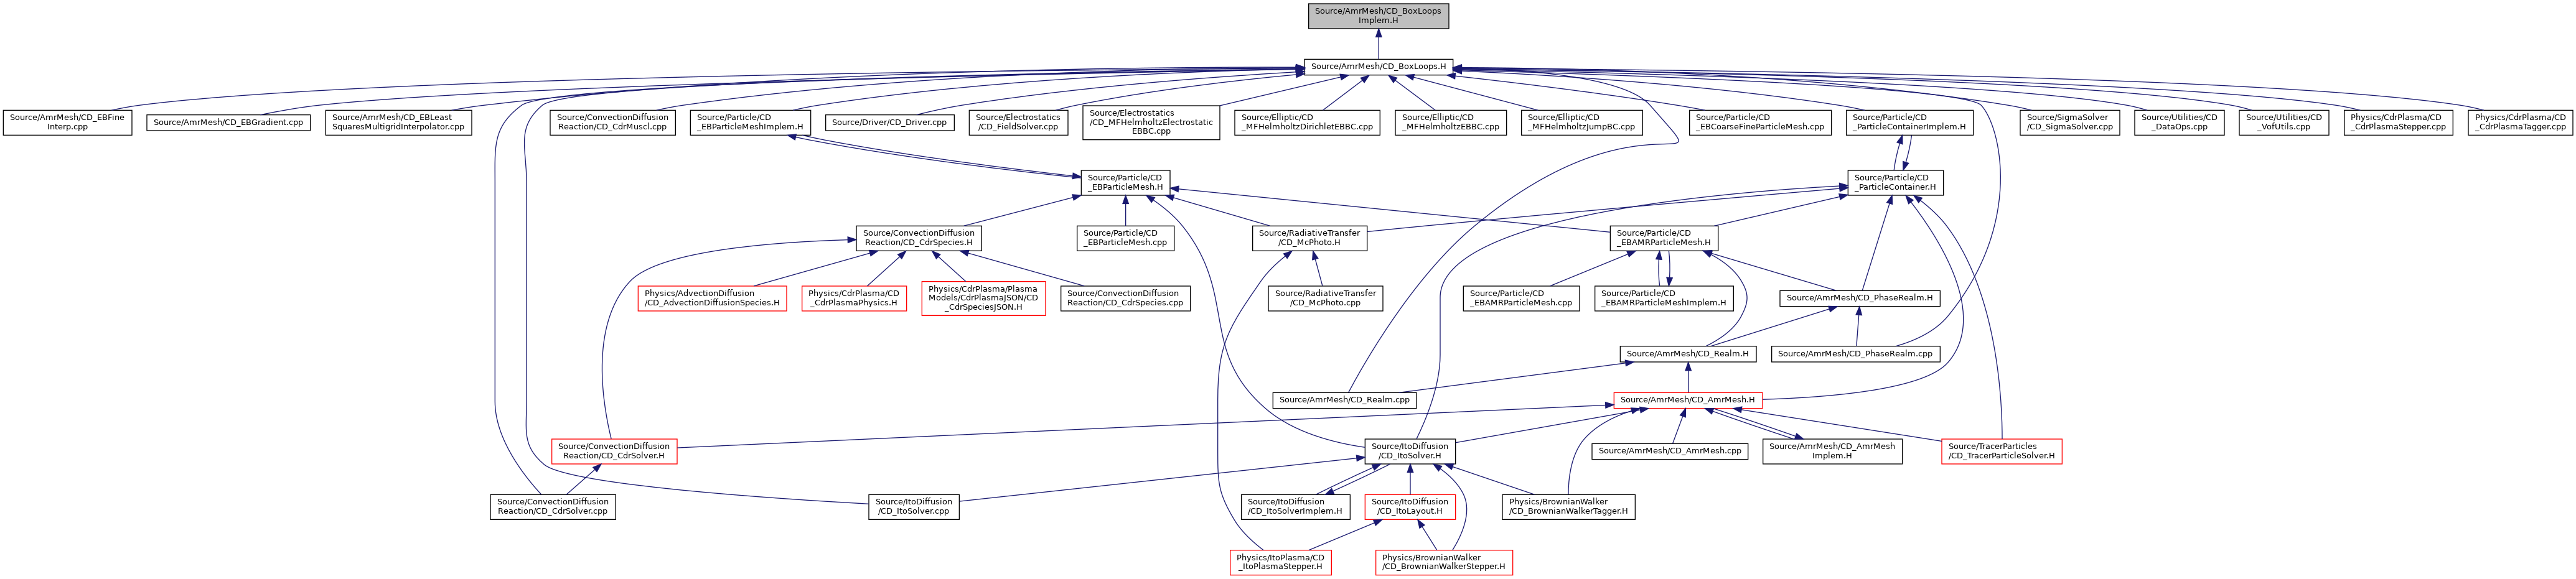 Source/AmrMesh/CD_BoxLoops
Implem.H
Source/AmrMesh/CD_BoxLoops.H
Source/AmrMesh/CD_EBFine
Interp.cpp
Source/AmrMesh/CD_EBGradient.cpp
Source/AmrMesh/CD_EBLeast
SquaresMultigridInterpolator.cpp
Source/ConvectionDiffusion
Reaction/CD_CdrMuscl.cpp
Source/Particle/CD
_EBParticleMeshImplem.H
Source/Driver/CD_Driver.cpp
Source/Electrostatics
/CD_FieldSolver.cpp
Source/Electrostatics
/CD_MFHelmholtzElectrostatic
EBBC.cpp
Source/Elliptic/CD
_MFHelmholtzDirichletEBBC.cpp
Source/Elliptic/CD
_MFHelmholtzEBBC.cpp
Source/Elliptic/CD
_MFHelmholtzJumpBC.cpp
Source/Particle/CD
_EBCoarseFineParticleMesh.cpp
Source/Particle/CD
_ParticleContainerImplem.H
Source/SigmaSolver
/CD_SigmaSolver.cpp
Source/Utilities/CD
_DataOps.cpp
Source/Utilities/CD
_VofUtils.cpp
Physics/CdrPlasma/CD
_CdrPlasmaStepper.cpp
Physics/CdrPlasma/CD
_CdrPlasmaTagger.cpp
Source/Particle/CD
_EBParticleMesh.H
Source/Particle/CD
_ParticleContainer.H
Source/ConvectionDiffusion
Reaction/CD_CdrSpecies.H
Source/Particle/CD
_EBParticleMesh.cpp
Source/RadiativeTransfer
/CD_McPhoto.H
Source/Particle/CD
_EBAMRParticleMesh.H
Physics/AdvectionDiffusion
/CD_AdvectionDiffusionSpecies.H
Physics/CdrPlasma/CD
_CdrPlasmaPhysics.H
Physics/CdrPlasma/Plasma
Models/CdrPlasmaJSON/CD
_CdrSpeciesJSON.H
Source/ConvectionDiffusion
Reaction/CD_CdrSpecies.cpp
Source/RadiativeTransfer
/CD_McPhoto.cpp
Source/Particle/CD
_EBAMRParticleMesh.cpp
Source/Particle/CD
_EBAMRParticleMeshImplem.H
Source/AmrMesh/CD_PhaseRealm.H
Source/AmrMesh/CD_Realm.H
Source/AmrMesh/CD_PhaseRealm.cpp
Source/AmrMesh/CD_Realm.cpp
Source/AmrMesh/CD_AmrMesh.H
Source/ConvectionDiffusion
Reaction/CD_CdrSolver.H
Source/ItoDiffusion
/CD_ItoSolver.H
Source/AmrMesh/CD_AmrMesh.cpp
Source/AmrMesh/CD_AmrMesh
Implem.H
Source/TracerParticles
/CD_TracerParticleSolver.H
Source/ConvectionDiffusion
Reaction/CD_CdrSolver.cpp
Source/ItoDiffusion
/CD_ItoSolver.cpp
Source/ItoDiffusion
/CD_ItoSolverImplem.H
Source/ItoDiffusion
/CD_ItoLayout.H
Physics/BrownianWalker
/CD_BrownianWalkerTagger.H
Physics/ItoPlasma/CD
_ItoPlasmaStepper.H
Physics/BrownianWalker
/CD_BrownianWalkerStepper.H